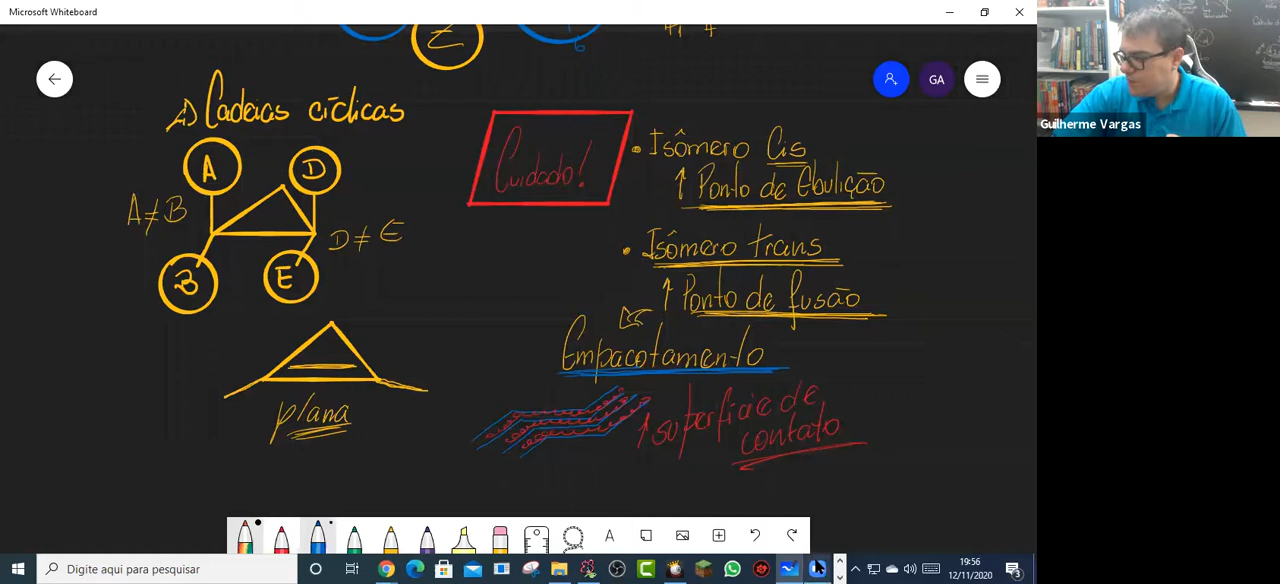 Microsoft Whiteboard
Z
b
Cadeias cíclicas
A
D
A ≠ B
D ≠ E
B
E
plana
Cuidado!
• Isômero Cis
↑ Ponto de Ebulição
• Isômero trans
↑ Ponto de fusão
Empacotamento
↑ superfície de
contato
GA
Guilherme Vargas
A
Digite aqui para pesquisar
19:56
12/11/2020
3